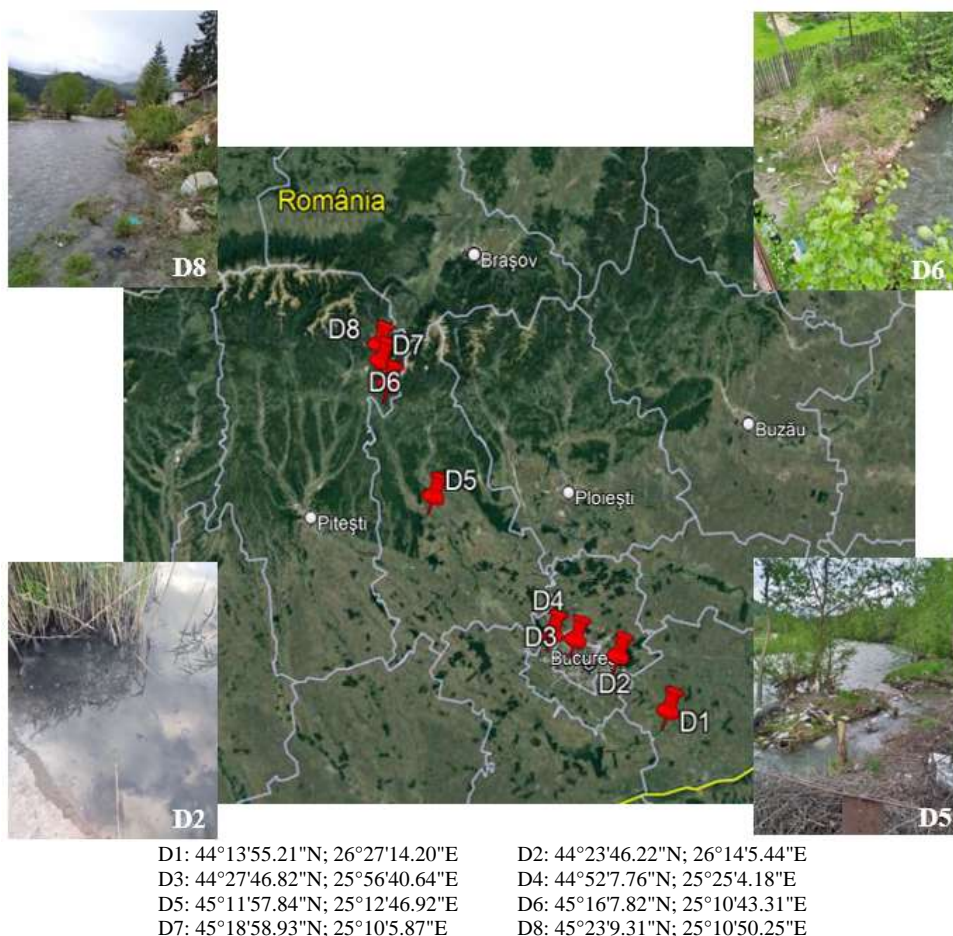 D8
D6
România
Braşov
D8
D7
D6
Buzău
D5
Ploieşti
Piteşti
D4
D3
Bucureş
D2
D1
D2
D5
D1: 44°13'55.21"N; 26°27'14.20"E
D2: 44°23'46.22"N; 26°14'5.44"E
D3: 44°27'46.82"N; 25°56'40.64"E
D4: 44°52'7.76"N; 25°25'4.18"E
D5: 45°11'57.84"N; 25°12'46.92"E
D6: 45°16'7.82"N; 25°10'43.31"E
D7: 45°18'58.93"N; 25°10'5.87"E
D8: 45°23'9.31"N; 25°10'50.25"E